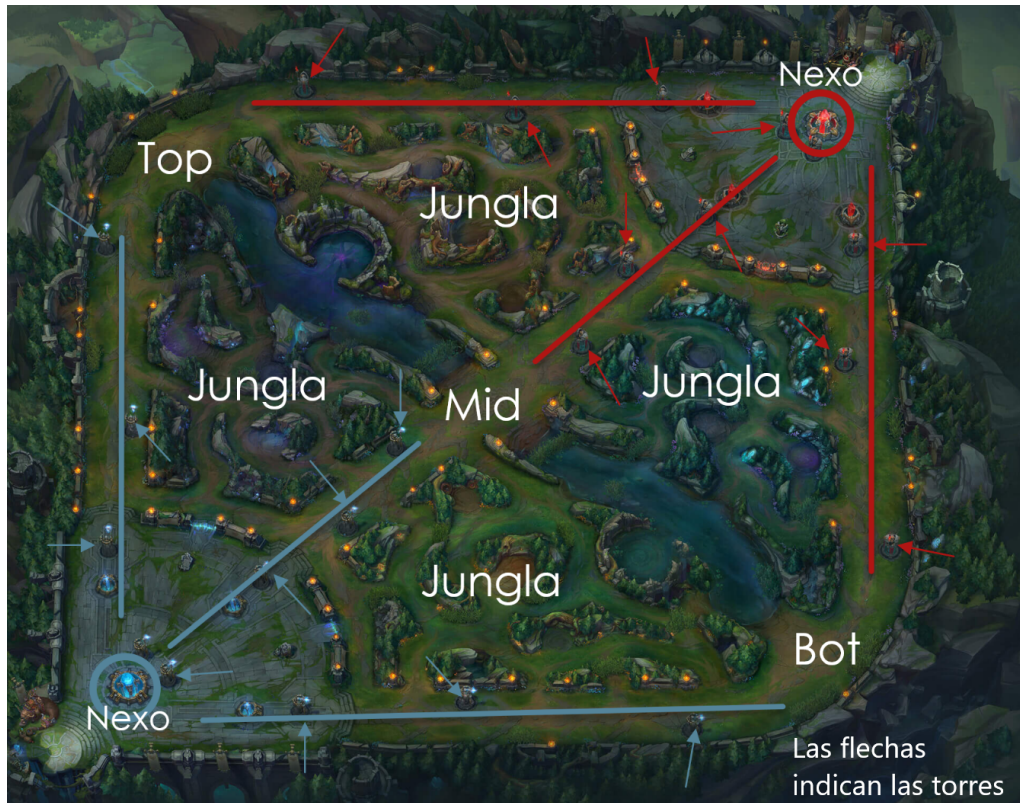 Nexo
Top
Jungla
Jungla
Mid
Jungla
Jungla
Bot
Nexo
Las flechas
indican las torres